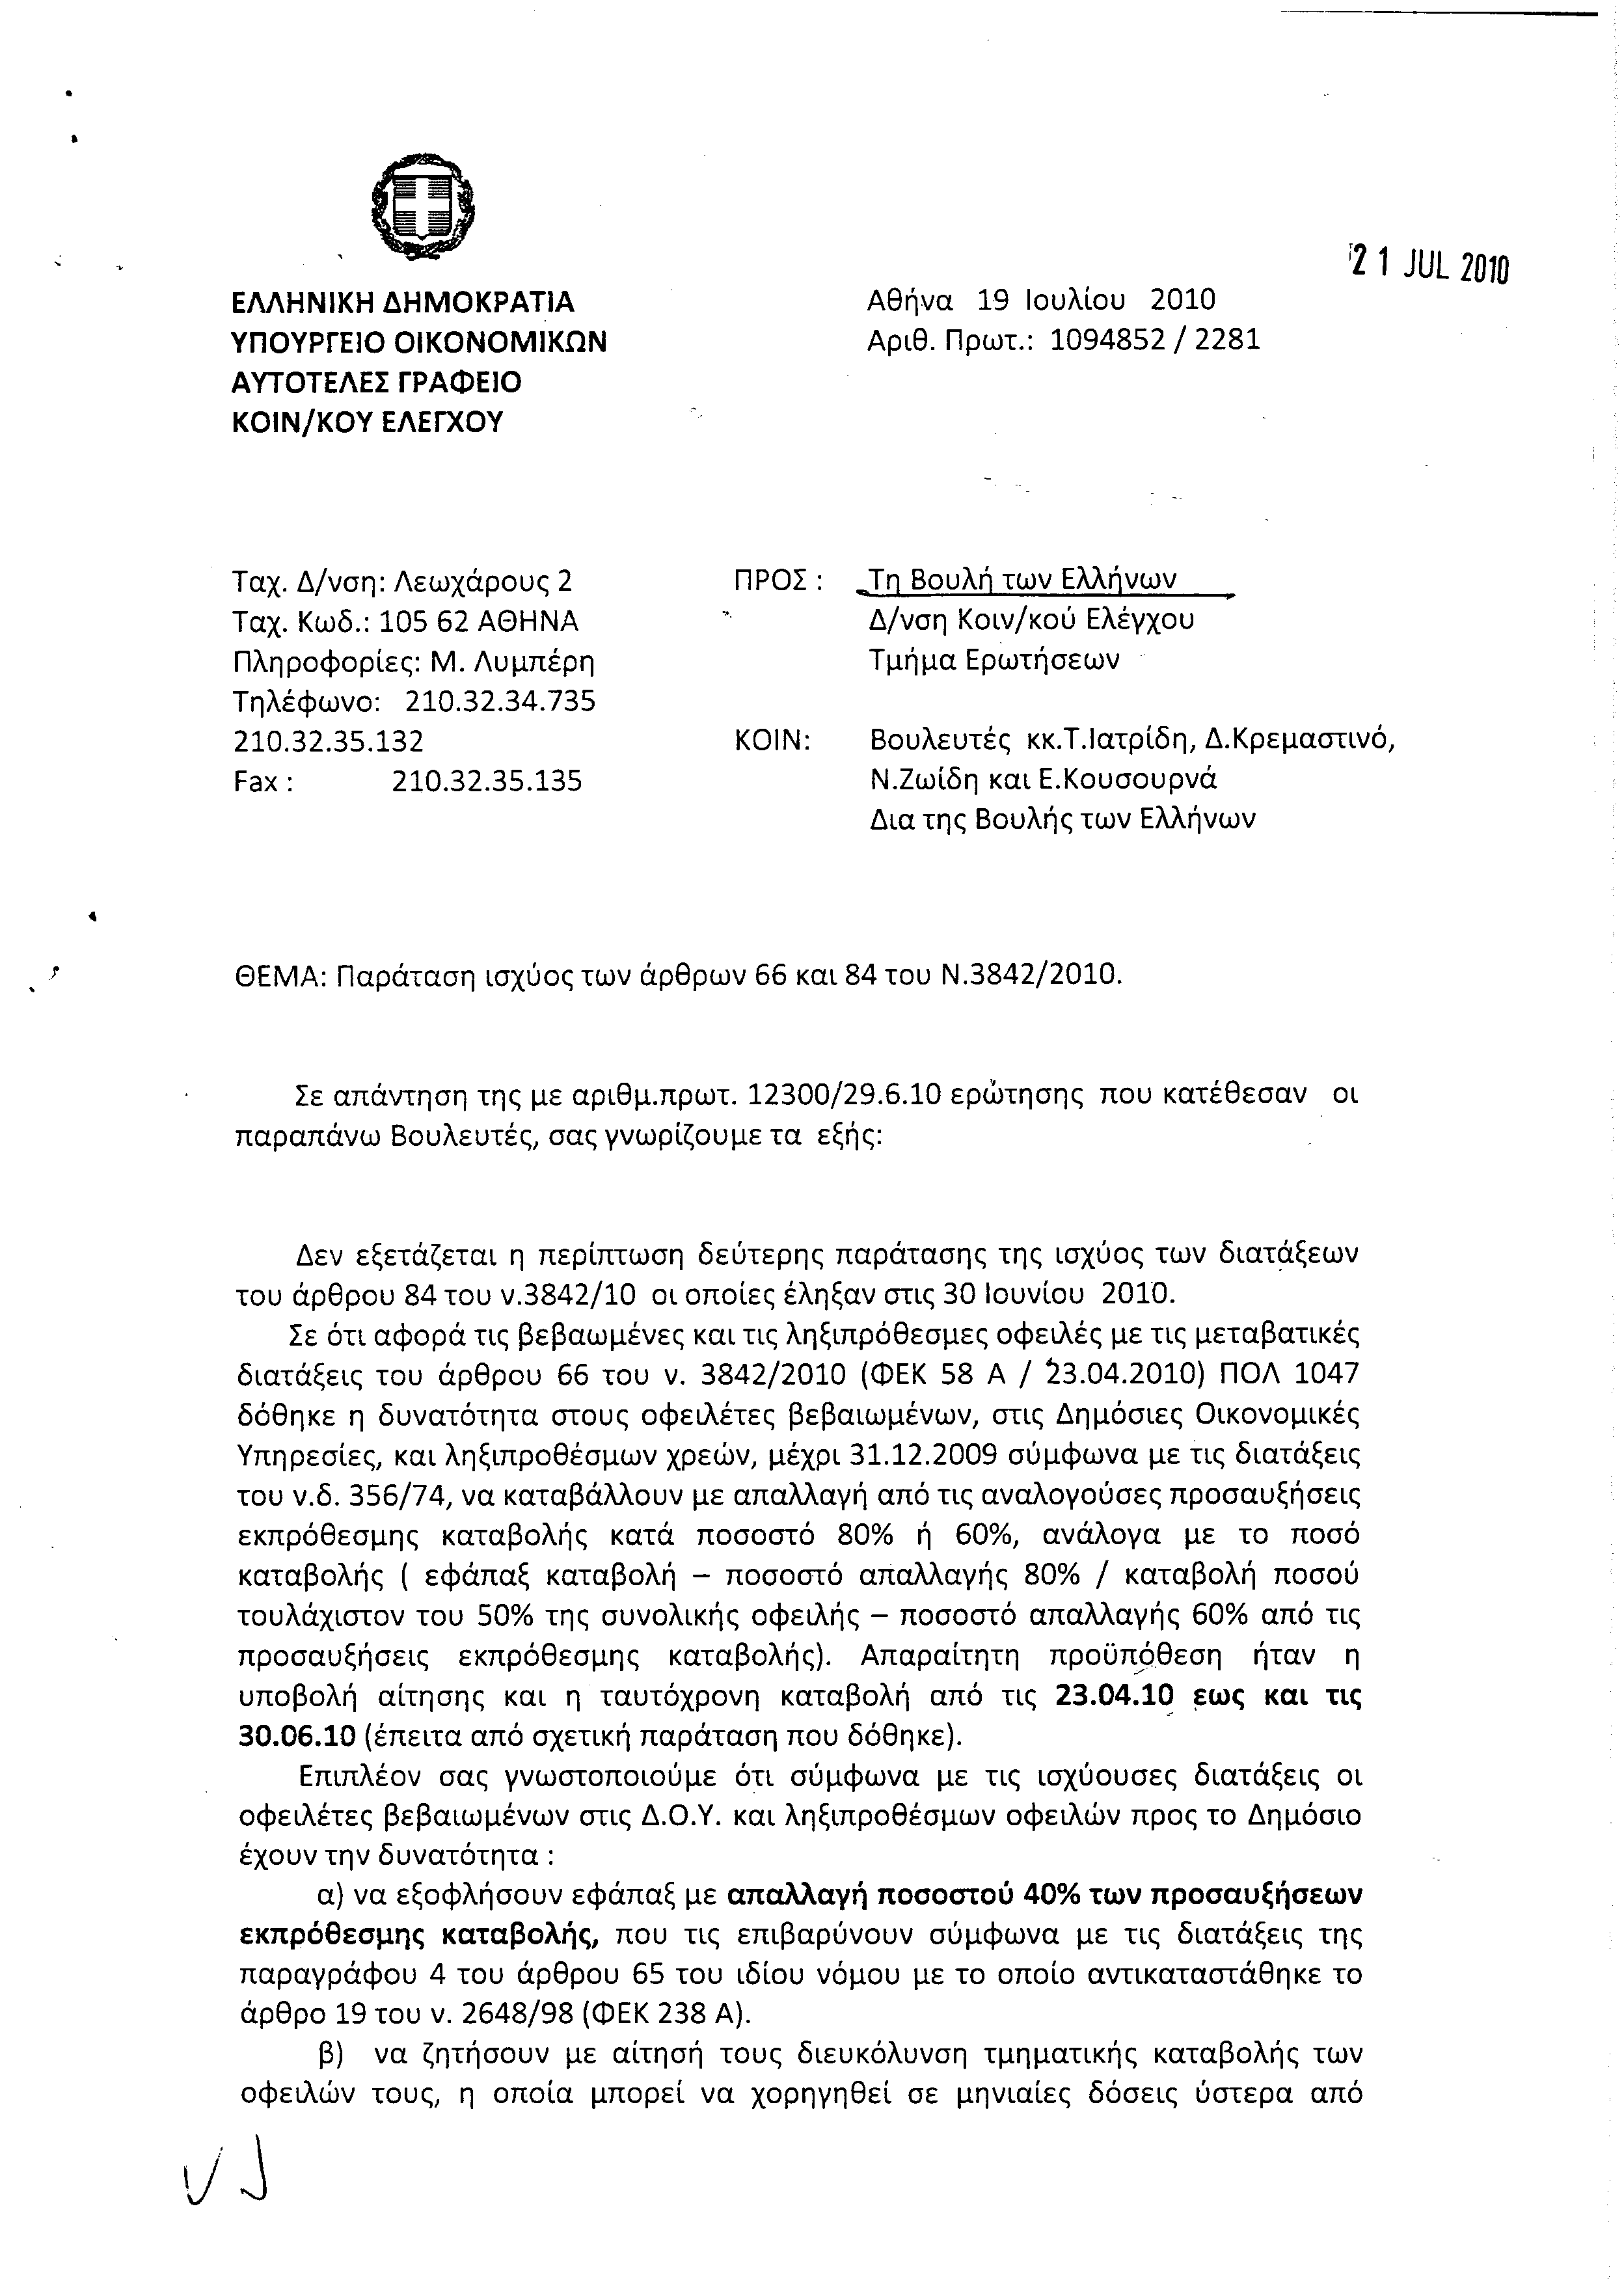 21 JUL 2010
ΕΛΛΗΝΙΚΗ ΔΗΜΟΚΡΑΤΙΑ
ΥΠΟΥΡΓΕΙΟ ΟΙΚΟΝΟΜΙΚΩΝ
ΑΥΤΟΤΕΛΕΣ ΓΡΑΦΕΙΟ
ΚΟΙΝ/ΚΟΥ ΕΛΕΓΧΟΥ
Αθήνα 19 Ιουλίου 2010
Αριθ. Πρωτ.: 1094852 / 2281
Ταχ. Δ/νση: Λεωχάρους 2
Ταχ. Κωδ.: 105 62 ΑΘΗΝΑ
Πληροφορίες: Μ. Λυμπέρη
Τηλέφωνο: 210.32.34.735
210.32.35.132
Fax : 210.32.35.135
ΠΡΟΣ : Τη Βουλή των Ελλήνων
Δ/νση Κοιν/κού Ελέγχου
Τμήμα Ερωτήσεων
ΚΟΙΝ: Βουλευτές κκ.Τ.Ιατρίδη, Δ.Κρεμαστινό,
Ν.Ζωίδη και Ε.Κουσουρνά
Δια της Βουλής των Ελλήνων
ΘΕΜΑ: Παράταση ισχύος των άρθρων 66 και 84 του Ν.3842/2010.
Σε απάντηση της με αριθμ.πρωτ. 12300/29.6.10 ερώτησης που κατέθεσαν οι
παραπάνω Βουλευτές, σας γνωρίζουμε τα εξής:
Δεν εξετάζεται η περίπτωση δεύτερης παράτασης της ισχύος των διατάξεων
του άρθρου 84 του ν.3842/10 οι οποίες έληξαν στις 30 Ιουνίου 2010.
Σε ότι αφορά τις βεβαωμένες και τις ληξιπρόθεσμες οφειλές με τις μεταβατικές
διατάξεις του άρθρου 66 του ν. 3842/2010 (ΦΕΚ 58 Α / 23.04.2010) ΠΟΛ 1047
δόθηκε η δυνατότητα στους οφειλέτες βεβαιωμένων, στις Δημόσιες Οικονομικές
Υπηρεσίες, και ληξιπροθέσμων χρεών, μέχρι 31.12.2009 σύμφωνα με τις διατάξεις
του ν.δ. 356/74, να καταβάλλουν με απαλλαγή από τις αναλογούσες προσαυξήσεις
εκπρόθεσμης καταβολής κατά ποσοστό 80% ή 60%, ανάλογα με το ποσό
καταβολής ( εφάπαξ καταβολή – ποσοστό απαλλαγής 80% / καταβολή ποσού
τουλάχιστον του 50% της συνολικής οφειλής – ποσοστό απαλλαγής 60% από τις
προσαυξήσεις εκπρόθεσμης καταβολής). Απαραίτητη προϋπόθεση ήταν η
υποβολή αίτησης και η ταυτόχρονη καταβολή από τις 23.04.10 εως και τις
30.06.10 (έπειτα από σχετική παράταση που δόθηκε).
Επιπλέον σας γνωστοποιούμε ότι σύμφωνα με τις ισχύουσες διατάξεις οι
οφειλέτες βεβαιωμένων στις Δ.Ο.Υ. και ληξιπροθέσμων οφειλών προς το Δημόσιο
έχουν την δυνατότητα :
α) να εξοφλήσουν εφάπαξ με απαλλαγή ποσοστού 40% των προσαυξήσεων
εκπρόθεσμης καταβολής, που τις επιβαρύνουν σύμφωνα με τις διατάξεις της
παραγράφου 4 του άρθρου 65 του ιδίου νόμου με το οποίο αντικαταστάθηκε το
άρθρο 19 του ν. 2648/98 (ΦΕΚ 238 Α).
β) να ζητήσουν με αίτησή τους διευκόλυνση τμηματικής καταβολής των
οφειλών τους, η οποία μπορεί να χορηγηθεί σε μηνιαίες δόσεις ύστερα από